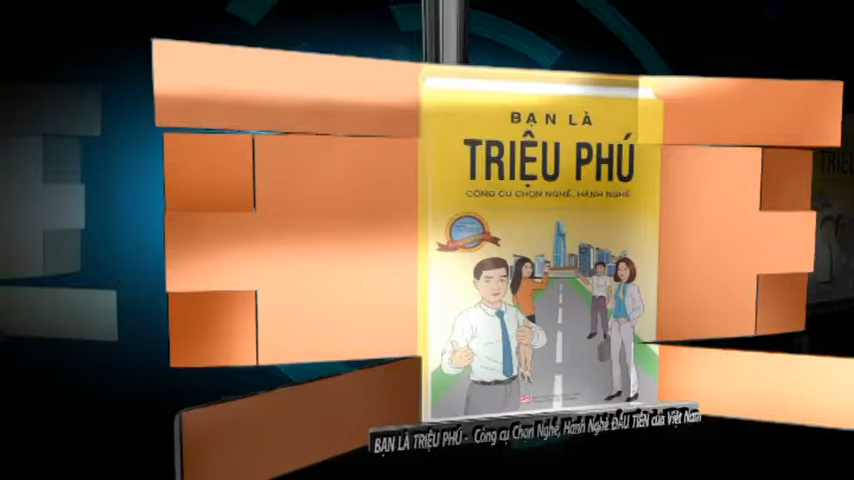 BẠN LÀ
TRIỆU PHÚ
CÔNG CỤ CHỌN NGHỀ, HÀNH NGHỀ
BẠN LÀ TRIỆU PHÚ - Công cụ Chọn Nghề, Hành Nghề ĐẦU TIÊN của Việt Nam